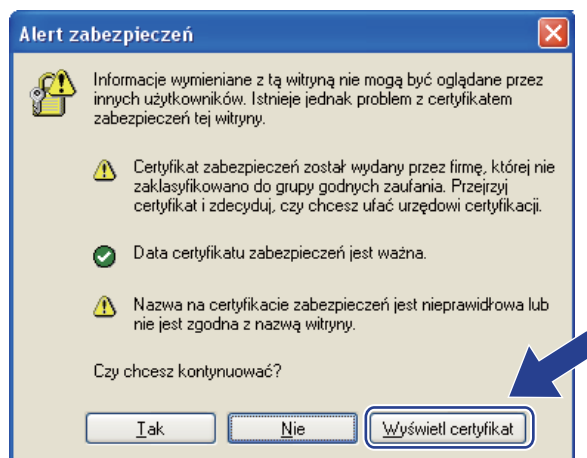 Alert zabezpieczeń
Informacje wymieniane z tą witryną nie mogą być oglądane przez
innych użytkowników. Istnieje jednak problem z certyfikatem
zabezpieczeń tej witryny.
Certyfikat zabezpieczeń został wydany przez firmę, której nie
zaklasyfikowano do grupy godnych zaufania. Przejrzyj
certyfikat i zdecyduj, czy chcesz ufać urzędowi certyfikacji.
Data certyfikatu zabezpieczeń jest ważna.
Nazwa na certyfikacie zabezpieczeń jest nieprawidłowa lub
nie jest zgodna z nazwą witryny.
Czy chcesz kontynuować?
Tak Nie Wyświetl certyfikat